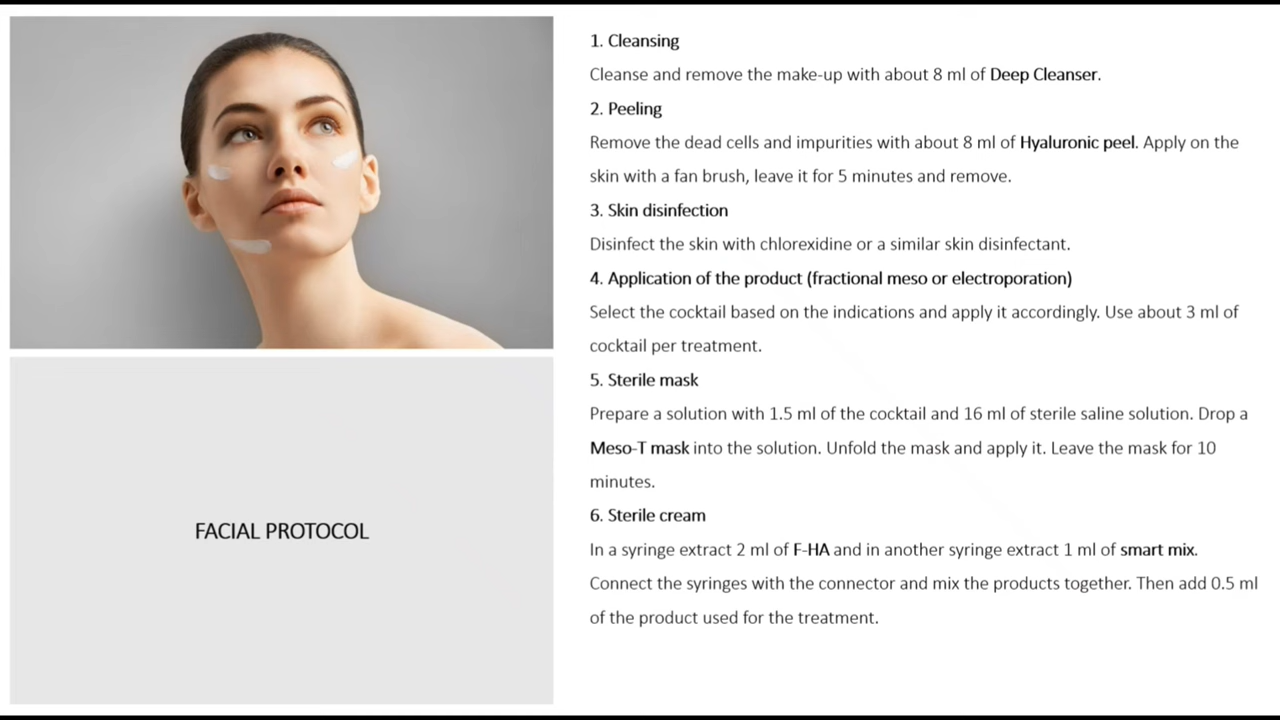 1. Cleansing
Cleanse and remove the make-up with about 8 ml of Deep Cleanser.
2. Peeling
Remove the dead cells and impurities with about 8 ml of Hyaluronic peel. Apply on the
skin with a fan brush, leave it for 5 minutes and remove.
3. Skin disinfection
Disinfect the skin with chlorexidine or a similar skin disinfectant.
4. Application of the product (fractional meso or electroporation)
Select the cocktail based on the indications and apply it accordingly. Use about 3 ml of
cocktail per treatment.
5. Sterile mask
Prepare a solution with 1.5 ml of the cocktail and 16 ml of sterile saline solution. Drop a
Meso-T mask into the solution. Unfold the mask and apply it. Leave the mask for 10
minutes.
6. Sterile cream
In a syringe extract 2 ml of F-HA and in another syringe extract 1 ml of smart mix.
Connect the syringes with the connector and mix the products together. Then add 0.5 ml
of the product used for the treatment.
FACIAL PROTOCOL